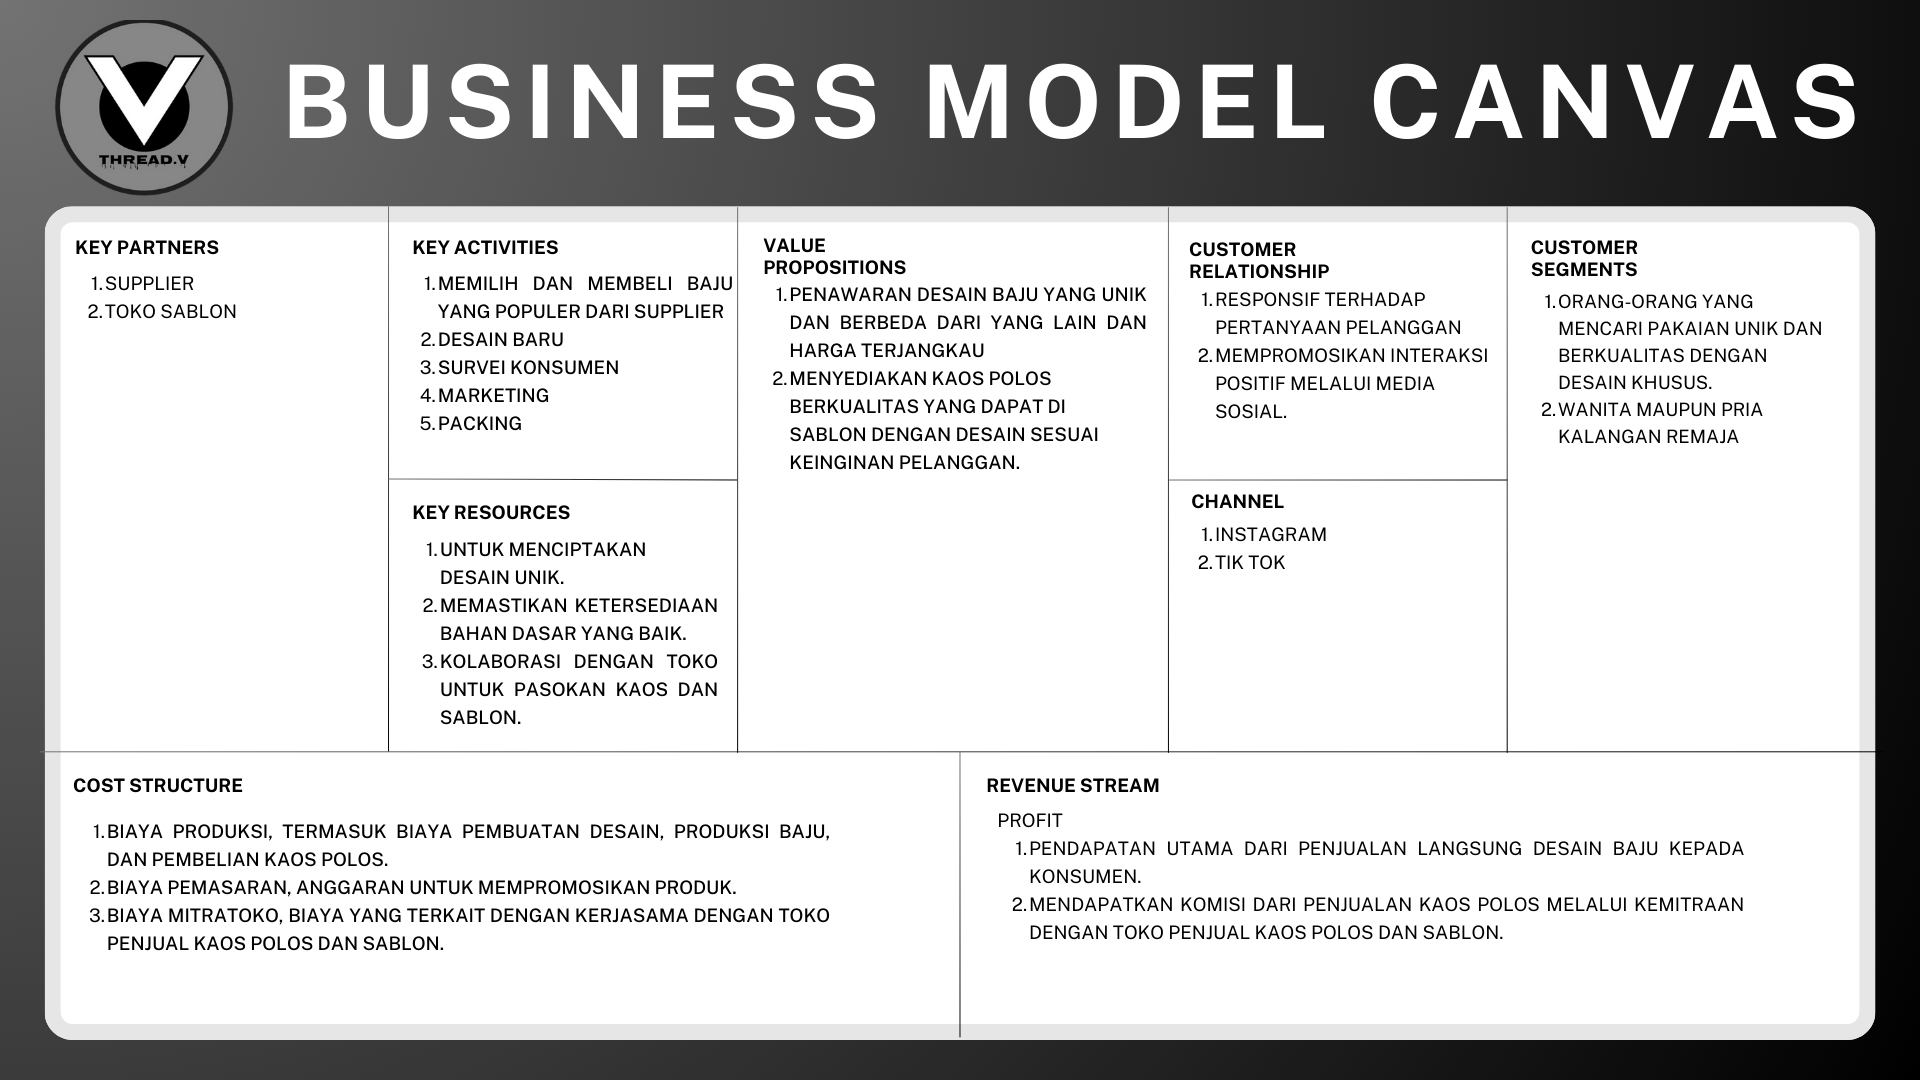 THREAD.V
BUSINESS MODEL CANVAS
KEY PARTNERS
1. SUPPLIER
2. TOKO SABLON
KEY ACTIVITIES
1. MEMILIH DAN MEMBELI BAJU
YANG POPULER DARI SUPPLIER
2. DESAIN BARU
3. SURVEI KONSUMEN
4. MARKETING
5. PACKING
KEY RESOURCES
1. UNTUK MENCIPTAKAN
DESAIN UNIK.
2. MEMASTIKAN KETERSEDIAAN
BAHAN DASAR YANG BAIK.
3. KOLABORASI DENGAN TOKO
UNTUK PASOKAN KAOS DAN
SABLON.
VALUE
PROPOSITIONS
1. PENAWARAN DESAIN BAJU YANG UNIK
DAN BERBEDA DARI YANG LAIN DAN
HARGA TERJANGKAU
2. MENYEDIAKAN KAOS POLOS
BERKUALITAS YANG DAPAT DI
SABLON DENGAN DESAIN SESUAI
KEINGINAN PELANGGAN.
CUSTOMER
RELATIONSHIP
1. RESPONSIF TERHADAP
PERTANYAAN PELANGGAN
2. MEMPROMOSIKAN INTERAKSI
POSITIF MELALUI MEDIA
SOSIAL.
CHANNEL
1. INSTAGRAM
2. TIK TOK
CUSTOMER
SEGMENTS
1. ORANG-ORANG YANG
MENCARI PAKAIAN UNIK DAN
BERKUALITAS DENGAN
DESAIN KHUSUS.
2. WANITA MAUPUN PRIA
KALANGAN REMAJA
COST STRUCTURE
1. BIAYA PRODUKSI, TERMASUK BIAYA PEMBUATAN DESAIN, PRODUKSI BAJU,
DAN PEMBELIAN KAOS POLOS.
2. BIAYA PEMASARAN, ANGGARAN UNTUK MEMPROMOSIKAN PRODUK.
3. BIAYA MITRATOKO, BIAYA YANG TERKAIT DENGAN KERJASAMA DENGAN TOKO
PENJUAL KAOS POLOS DAN SABLON.
REVENUE STREAM
PROFIT
1. PENDAPATAN UTAMA DARI PENJUALAN LANGSUNG DESAIN BAJU KEPADA
KONSUMEN.
2. MENDAPATKAN KOMISI DARI PENJUALAN KAOS POLOS MELALUI KEMITRAAN
DENGAN TOKO PENJUAL KAOS POLOS DAN SABLON.